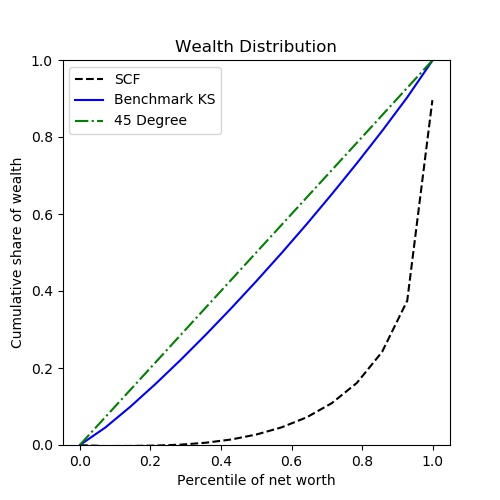 Wealth Distribution
SCF
Benchmark KS
45 Degree
1.0
0.8
0.6
0.4
0.2
0.0
Cumulative share of wealth
0.0 0.2 0.4 0.6 0.8 1.0
Percentile of net worth